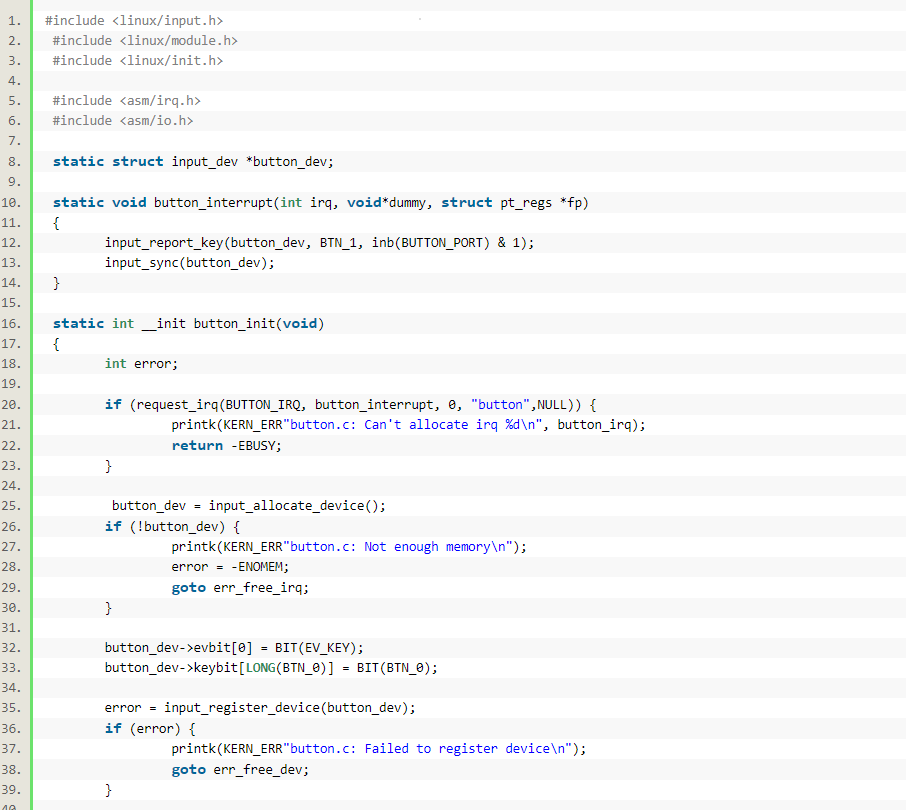 1. #include <linux/input.h>
2. #include <linux/module.h>
3. #include <linux/init.h>
4.
5. #include <asm/irq.h>
6. #include <asm/io.h>
7.
8. static struct input_dev *button_dev;
9.
10. static void button_interrupt(int irq, void*dummy, struct pt_regs *fp)
11. {
12. input_report_key(button_dev, BTN_1, inb(BUTTON_PORT) & 1);
13. input_sync(button_dev);
14. }
15.
16. static int __init button_init(void)
17. {
18. int error;
19.
20. if (request_irq(BUTTON_IRQ, button_interrupt, 0, "button",NULL)) {
21. printk(KERN_ERR"button.c: Can't allocate irq %d\n", button_irq);
22. return -EBUSY;
23. }
24.
25. button_dev = input_allocate_device();
26. if (!button_dev) {
27. printk(KERN_ERR"button.c: Not enough memory\n");
28. error = -ENOMEM;
29. goto err_free_irq;
30. }
31.
32. button_dev->evbit[0] = BIT(EV_KEY);
33. button_dev->keybit[LONG(BTN_0)] = BIT(BTN_0);
34.
35. error = input_register_device(button_dev);
36. if (error) {
37. printk(KERN_ERR"button.c: Failed to register device\n");
38. goto err_free_dev;
39. }